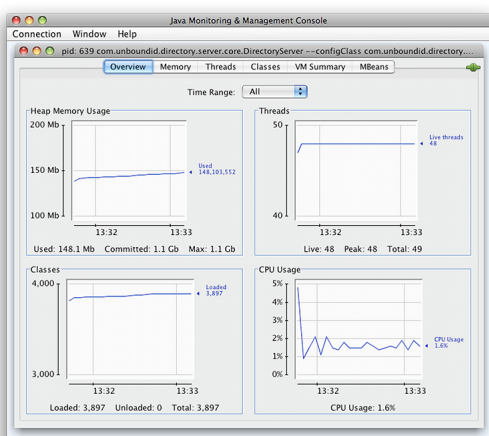 Java Monitoring & Management Console
Connection Window Help
pid: 639 com.unboundid.directory.server.core.DirectoryServer --configClass com.unboundid.directory....
Overview Memory Threads Classes VM Summary MBeans
Time Range: All
Heap Memory Usage
200 Mb
150 Mb
100 Mb
Used
148,103,552
13:32 13:33
Used: 148.1 Mb Committed: 1.1 Gb Max: 1.1 Gb
Threads
50
40
Live threads
48
13:32 13:33
Live: 48 Peak: 48 Total: 49
Classes
4,000
3,000
Loaded
3,897
13:32 13:33
Loaded: 3,897 Unloaded: 0 Total: 3,897
CPU Usage
5%
4%
3%
2%
1%
0%
CPU Usage
1.6%
13:32 13:33
CPU Usage: 1.6%